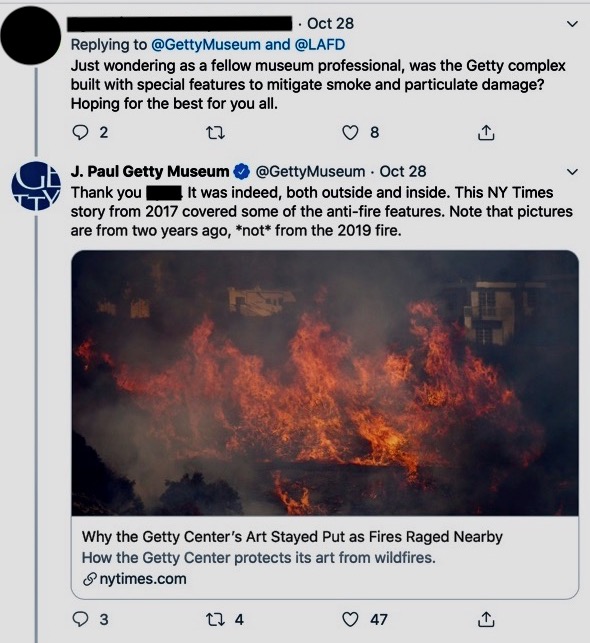 · Oct 28
Replying to @GettyMuseum and @LAFD
Just wondering as a fellow museum professional, was the Getty complex
built with special features to mitigate smoke and particulate damage?
Hoping for the best for you all.
2 8
GE
TTY
J. Paul Getty Museum @GettyMuseum · Oct 28
Thank you . It was indeed, both outside and inside. This NY Times
story from 2017 covered some of the anti-fire features. Note that pictures
are from two years ago, *not* from the 2019 fire.
Why the Getty Center's Art Stayed Put as Fires Raged Nearby
How the Getty Center protects its art from wildfires.
nytimes.com
3 4 47